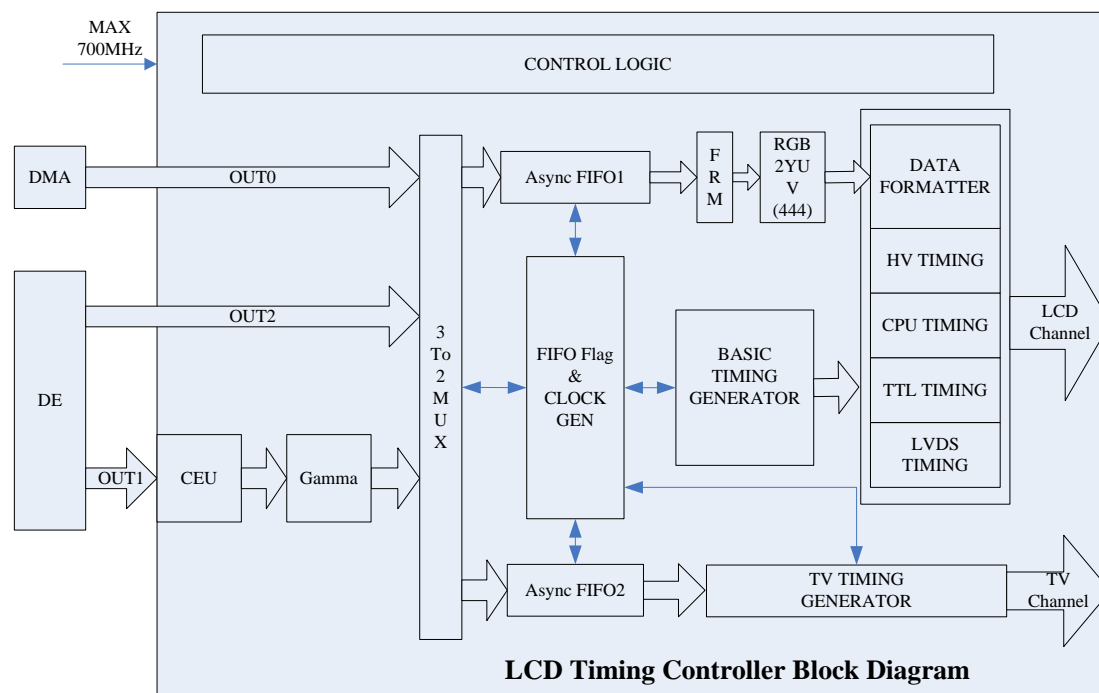 MAX
700MHz
CONTROL LOGIC
DMA
OUT0
Async FIFO1
F
R
M
RGB
2YU
V
(444)
DATA
FORMATTER
HV TIMING
CPU TIMING
TTL TIMING
LVDS
TIMING
LCD
Channel
DE
OUT2
OUT1
CEU
Gamma
3
To
2
M
U
X
FIFO Flag
&
CLOCK
GEN
BASIC
TIMING
GENERATOR
Async FIFO2
TV TIMING
GENERATOR
TV
Channel
LCD Timing Controller Block Diagram